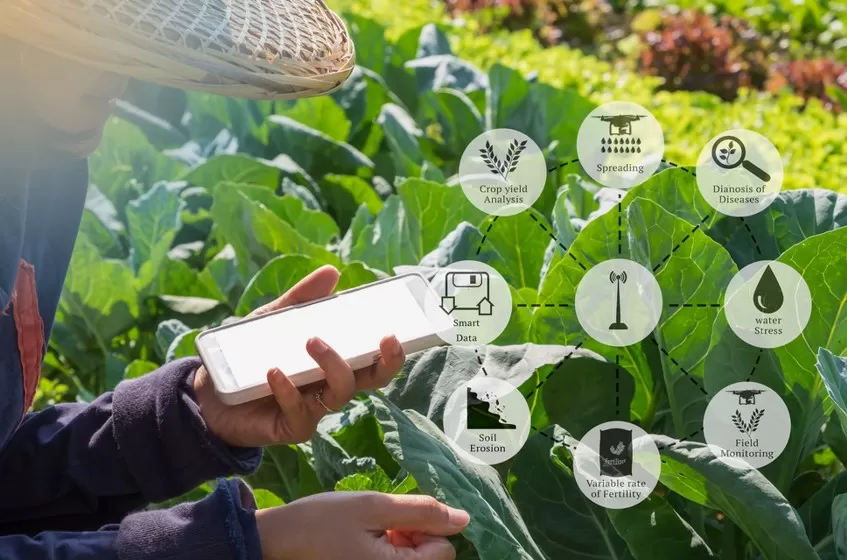 Crop yield
Analysis
Spreading
Dianosis of
Diseases
Smart
Data
water
Stress
Soil
Erosion
Fertilizer
Variable rate
of Fertility
Field
Monitoring